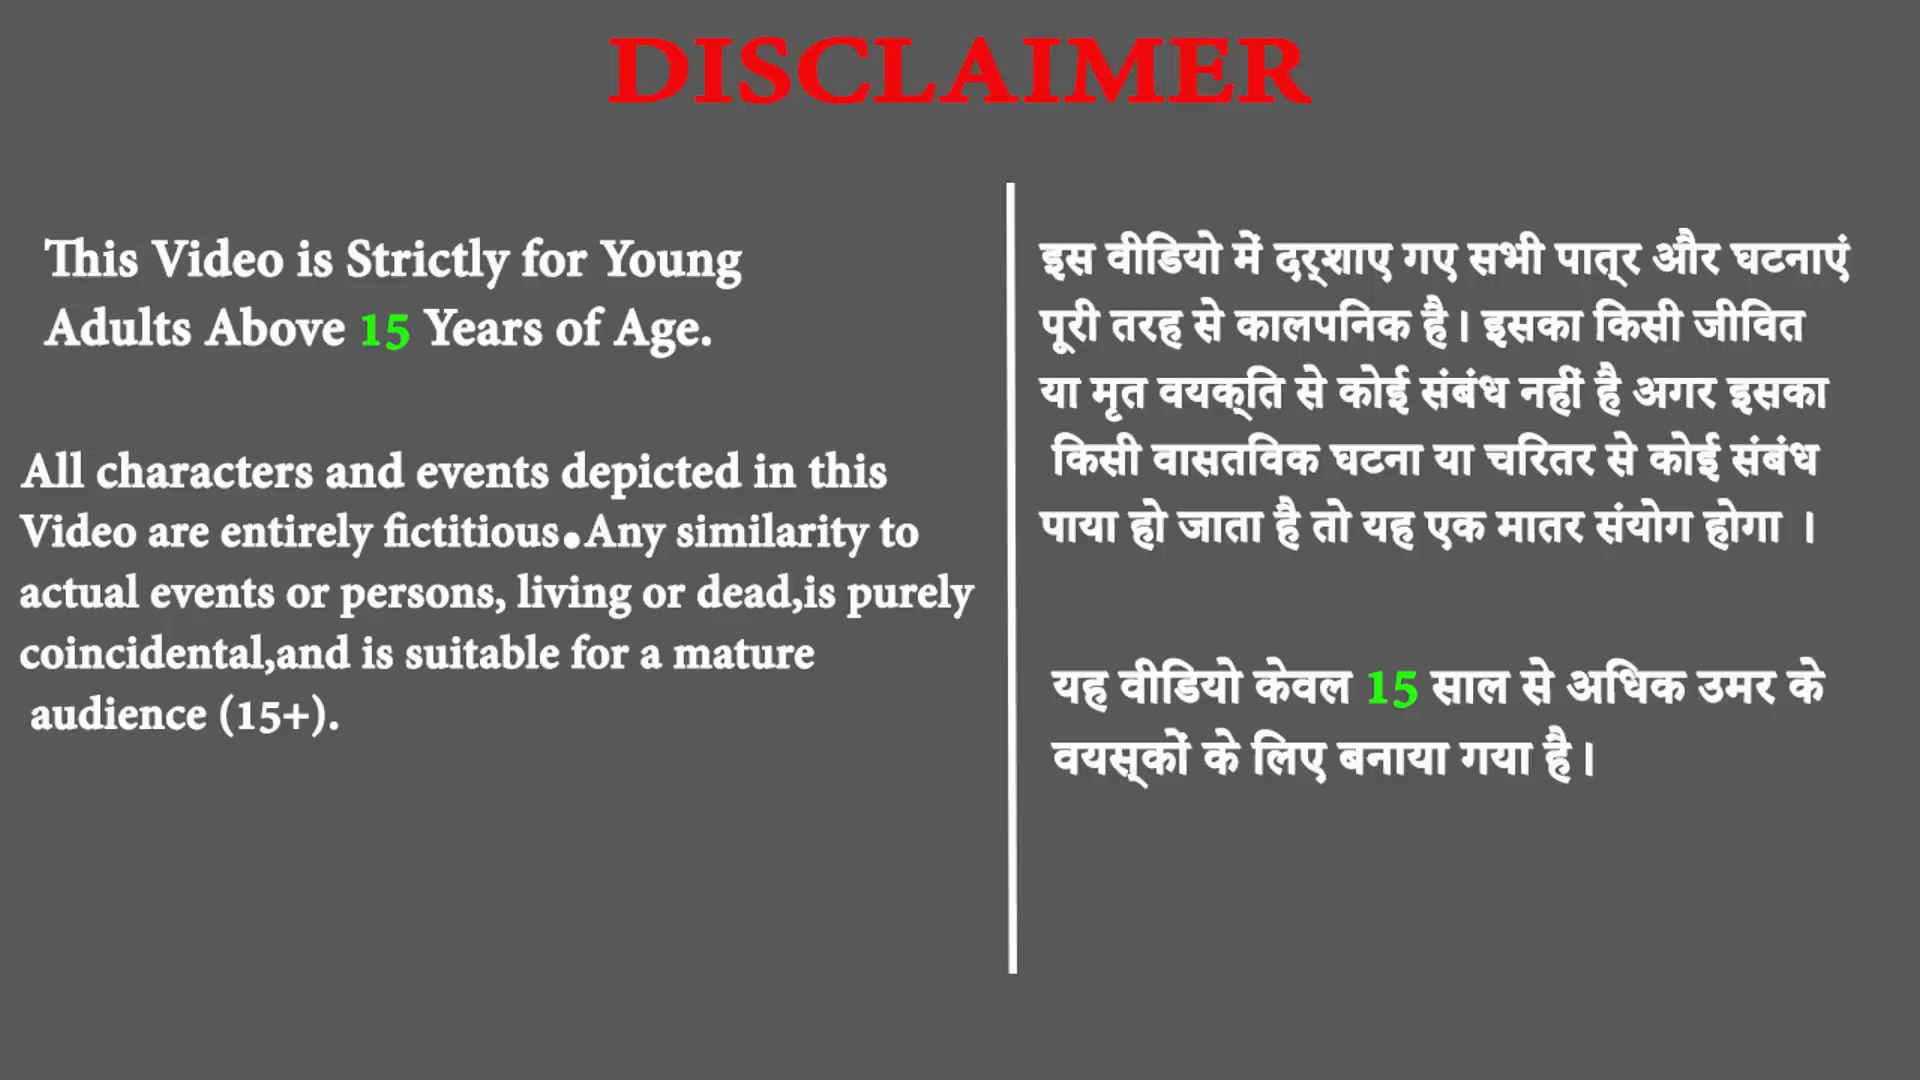 DISCLAIMER
This Video is Strictly for Young
Adults Above 15 Years of Age.
All characters and events depicted in this
Video are entirely fictitious.Any similarity to
actual events or persons, living or dead,is purely
coincidental,and is suitable for a mature
audience (15+).
इस वीडियो में दर्‌शाए गए सभी पात्‌र और घटनाएं
पूरी तरह से कालपनिक है। इसका किसी जीवित
या मृत वयक्‌ति से कोई संबंध नहीं है अगर इसका
किसी वासतविक घटना या चरितर से कोई संबंध
पाया हो जाता है तो यह एक मातर संयोग होगा ।
यह वीडियो केवल 15 साल से अधिक उमर के
वयस्‌कों के लिए बनाया गया है।